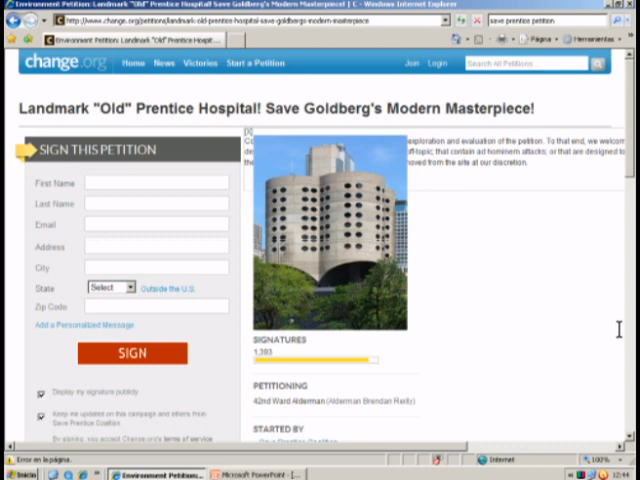 Environment Petition: Landmark "Old" Prentice Hospital! Save Goldberg's Modern Masterpiece! | C - Windows Internet Explorer
http://www.change.org/petitions/landmark-old-prentice-hospital-save-goldbergs-modern-masterpiece
save prentice petition
Environment Petition: Landmark "Old" Prentice Hospit...
Página
Herramientas
change.org
Home News Victories Start a Petition
Join Login
Search All Petitions...
Landmark "Old" Prentice Hospital! Save Goldberg's Modern Masterpiece!
SIGN THIS PETITION
First Name
Last Name
Email
Address
City
State
Select
Outside the U.S.
Zip Code
Add a Personalized Message
SIGN
Display my signature publicly
Keep me updated on this campaign and others from
Save Prentice Coalition.
By signing, you accept Change.org's terms of service
[X]
exploration and evaluation of the petition. To that end, we welcom
off-topic; that contain ad hominem attacks; or that are designed to
moved from the site at our discretion.
SIGNATURES
1,393
PETITIONING
42nd Ward Alderman (Alderman Brendan Reilly)
STARTED BY
Save Prentice Coalition
Error en la página.
Internet
100%
Inicio
Environment Petition:...
Microsoft PowerPoint - [...
12:44